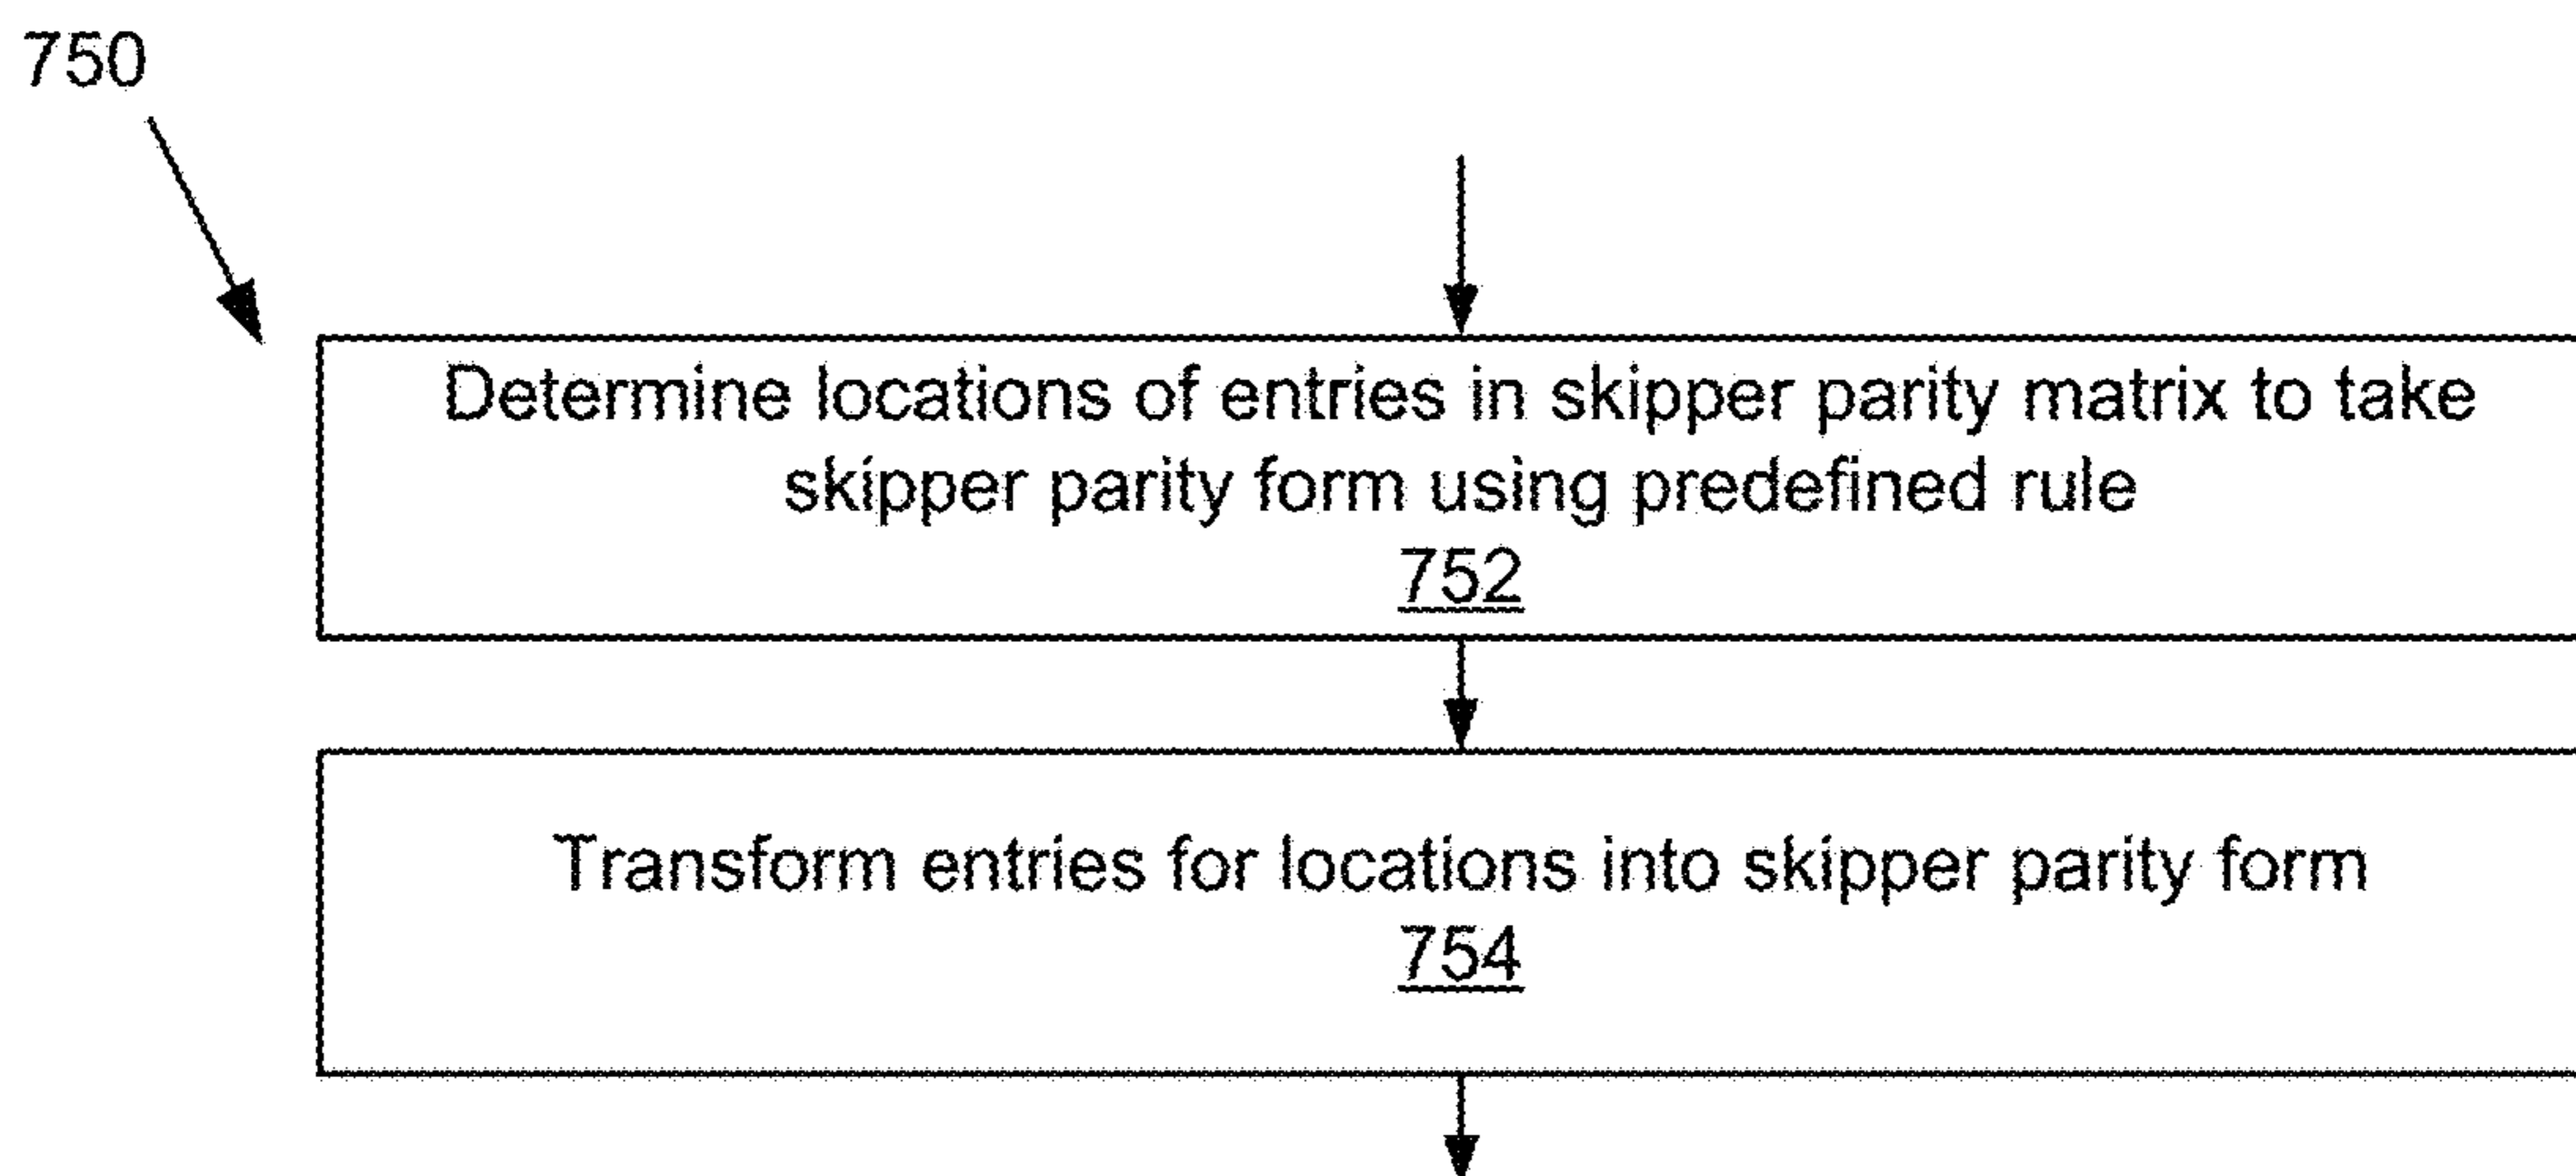 750
Determine locations of entries in skipper parity matrix to take
skipper parity form using predefined rule
752
Transform entries for locations into skipper parity form
754